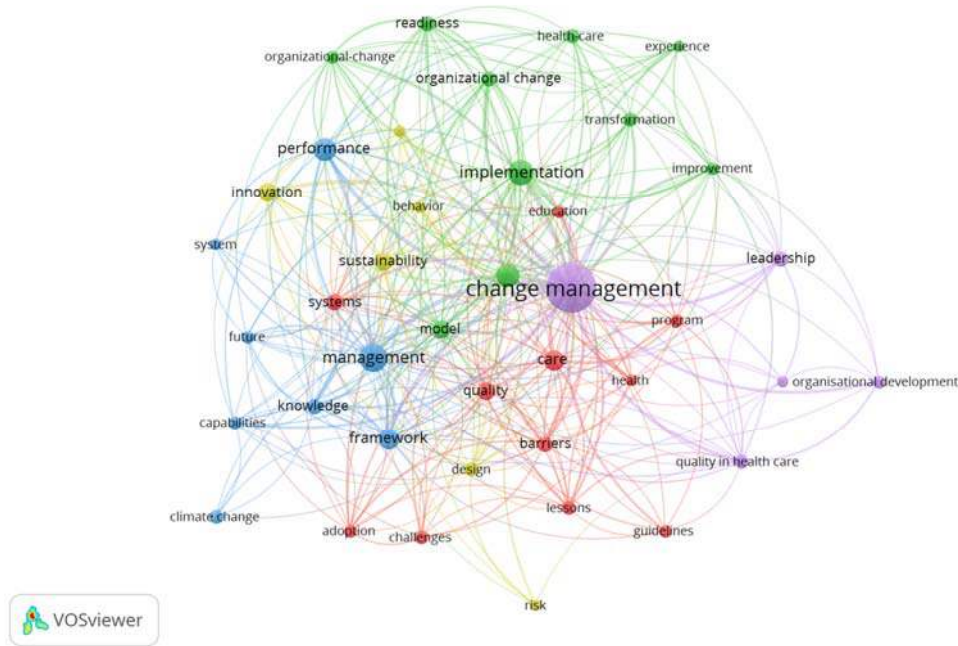 readiness
health-care
experience
organizational-change
organizational change
transformation
performance
implementation
improvement
innovation
behavior
education
system
sustainability
leadership
change management
systems
program
future
model
management
care
health
organisational development
quality
knowledge
capabilities
framework
barriers
quality in health care
design
climate change
lessons
adoption
challenges
guidelines
risk
VOSviewer